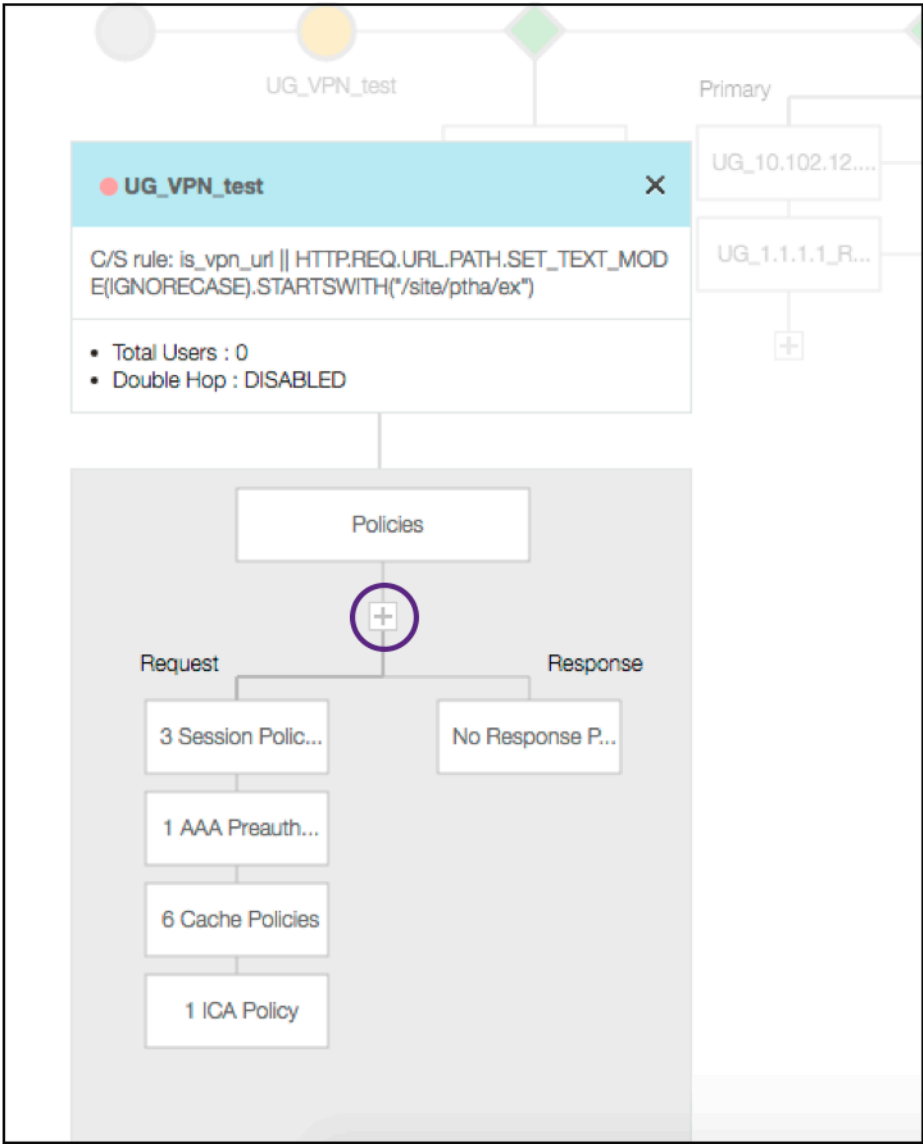 UG_VPN_test
Primary
UG_10.102.12....
UG_VPN_test
UG_1.1.1.1_R...
C/S rule: is_vpn_url || HTTP.REQ.URL.PATH.SET_TEXT_MOD
E(IGNORECASE).STARTSWITH("/site/ptha/ex")
• Total Users : 0
• Double Hop : DISABLED
Policies
Request
Response
3 Session Polic...
No Response P...
1 AAA Preauth...
6 Cache Policies
1 ICA Policy